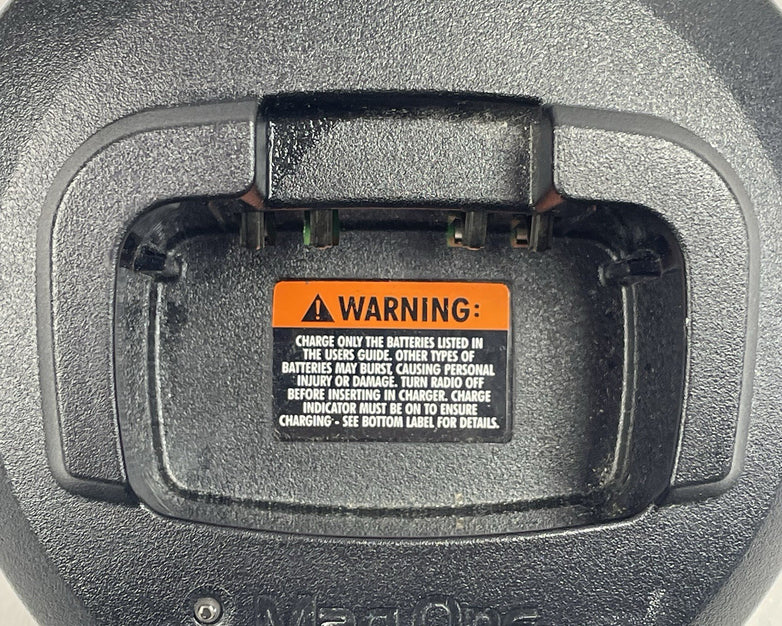 WARNING:
CHARGE ONLY THE BATTERIES LISTED IN
THE USERS GUIDE. OTHER TYPES OF
BATTERIES MAY BURST, CAUSING PERSONAL
INJURY OR DAMAGE. TURN RADIO OFF
BEFORE INSERTING IN CHARGER. CHARGE
INDICATOR MUST BE ON TO ENSURE
CHARGING - SEE BOTTOM LABEL FOR DETAILS.